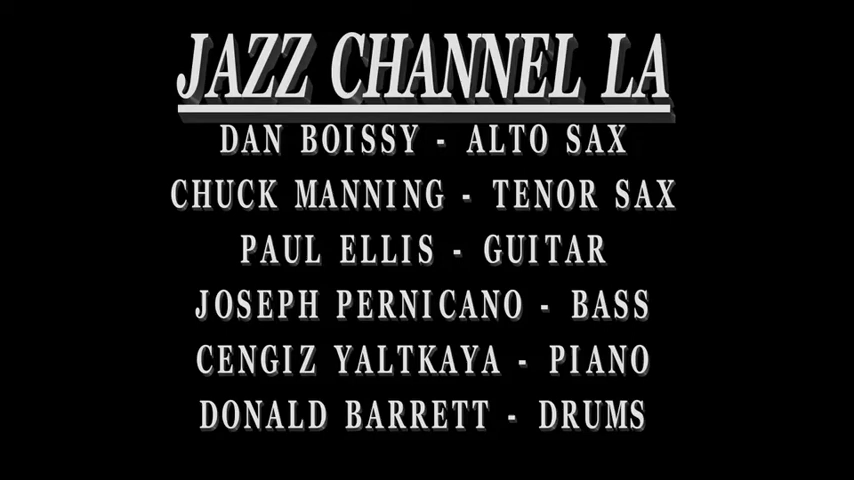 JAZZ CHANNEL LA
DAN BOISSY - ALTO SAX
CHUCK MANNING - TENOR SAX
PAUL ELLIS - GUITAR
JOSEPH PERNICANO - BASS
CENGIZ YALTKAYA - PIANO
DONALD BARRETT - DRUMS